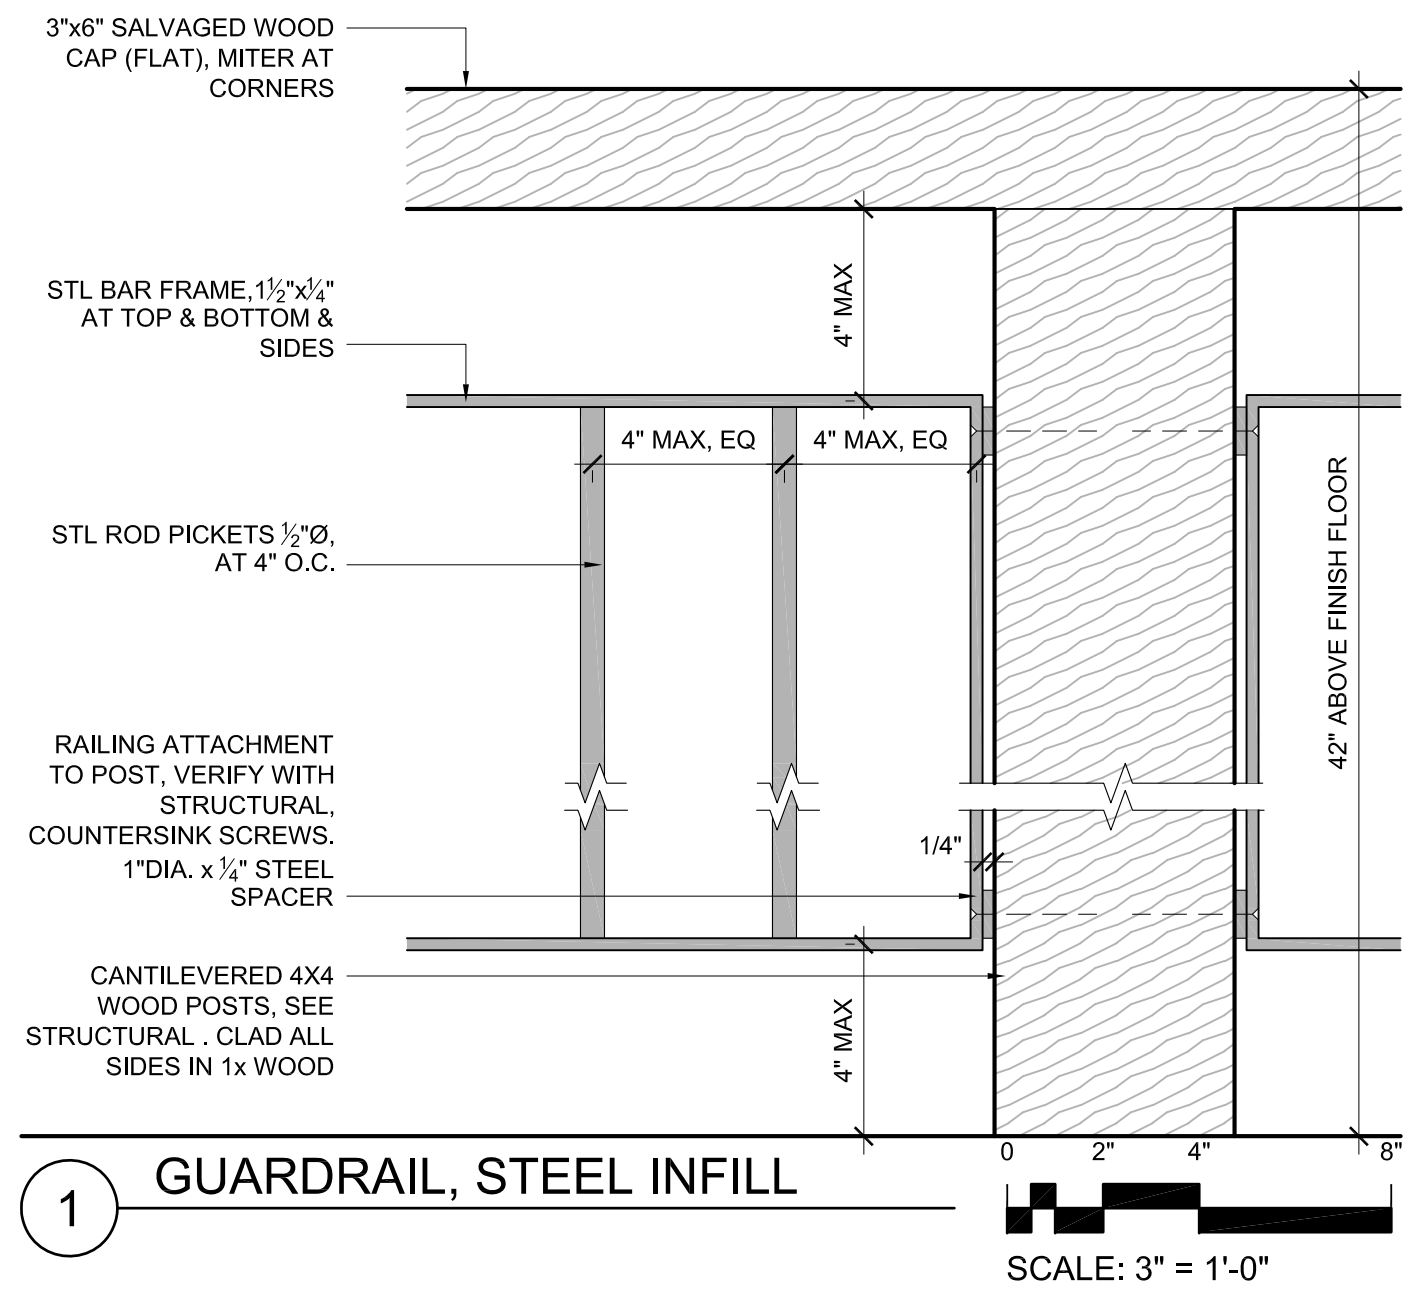 3"x6" SALVAGED WOOD
CAP (FLAT), MITER AT
CORNERS
STL BAR FRAME,1½"x¼"
AT TOP & BOTTOM &
SIDES
4" MAX
4" MAX, EQ
4" MAX, EQ
STL ROD PICKETS ½"Ø,
AT 4" O.C.
42" ABOVE FINISH FLOOR
RAILING ATTACHMENT
TO POST, VERIFY WITH
STRUCTURAL,
COUNTERSINK SCREWS.
1"DIA. x ¼" STEEL
SPACER
1/4"
CANTILEVERED 4X4
WOOD POSTS, SEE
STRUCTURAL . CLAD ALL
SIDES IN 1x WOOD
4" MAX
1
GUARDRAIL, STEEL INFILL
0 2" 4" 8"
SCALE: 3" = 1'-0"